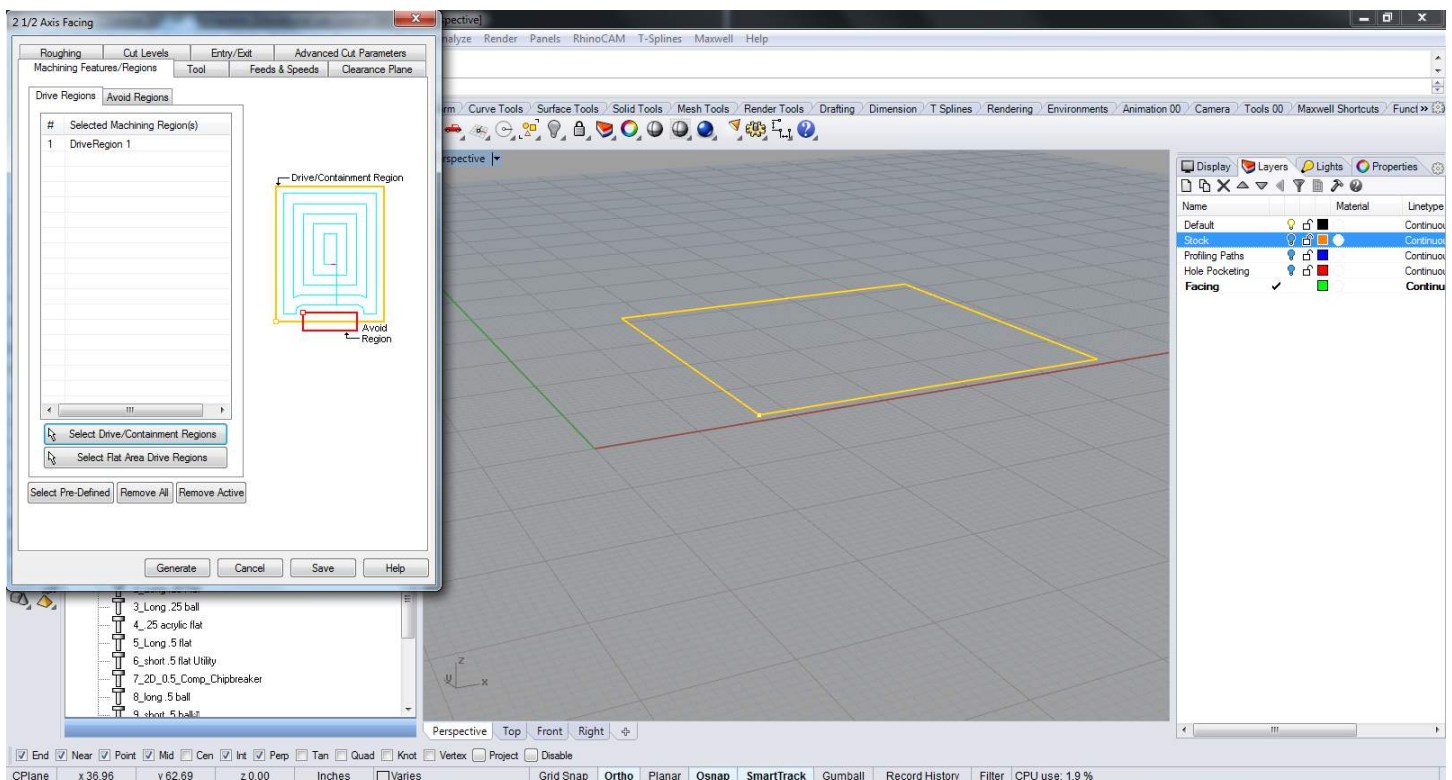 2 1/2 Axis Facing
pective]
nalyze Render Panels RhinoCAM T-Splines Maxwell Help
Roughing Cut Levels Entry/Exit Advanced Cut Parameters
Machining Features/Regions Tool Feeds & Speeds Clearance Plane
Drive Regions Avoid Regions
# Selected Machining Region(s)
1 DriveRegion 1
Drive/Containment Region
Avoid
Region
Select Drive/Containment Regions
Select Flat Area Drive Regions
Select Pre-Defined Remove All Remove Active
Generate Cancel Save Help
rm Curve Tools Surface Tools Solid Tools Mesh Tools Render Tools Drafting Dimension T Splines Rendering Environments Animation 00 Camera Tools 00 Maxwell Shortcuts Funct »
rspective
Display Layers Lights Properties
Name Material Linetype
Default Continuou
Stock Continuou
Profiling Paths Continuou
Hole Pocketing Continuou
Facing Continu
3_Long .25 ball
4_.25 acrylic flat
5_Long .5 flat
6_short .5 flat Utility
7_2D_0.5_Comp_Chipbreaker
8_long .5 ball
9_short .5 ball
z
y x
Perspective Top Front Right
End Near Point Mid Cen Int Perp Tan Quad Knot Vertex Project Disable
CPlane x 36.96 y 62.69 z 0.00 Inches Varies Grid Snap Ortho Planar Osnap SmartTrack Gumball Record History Filter CPU use: 1.9 %